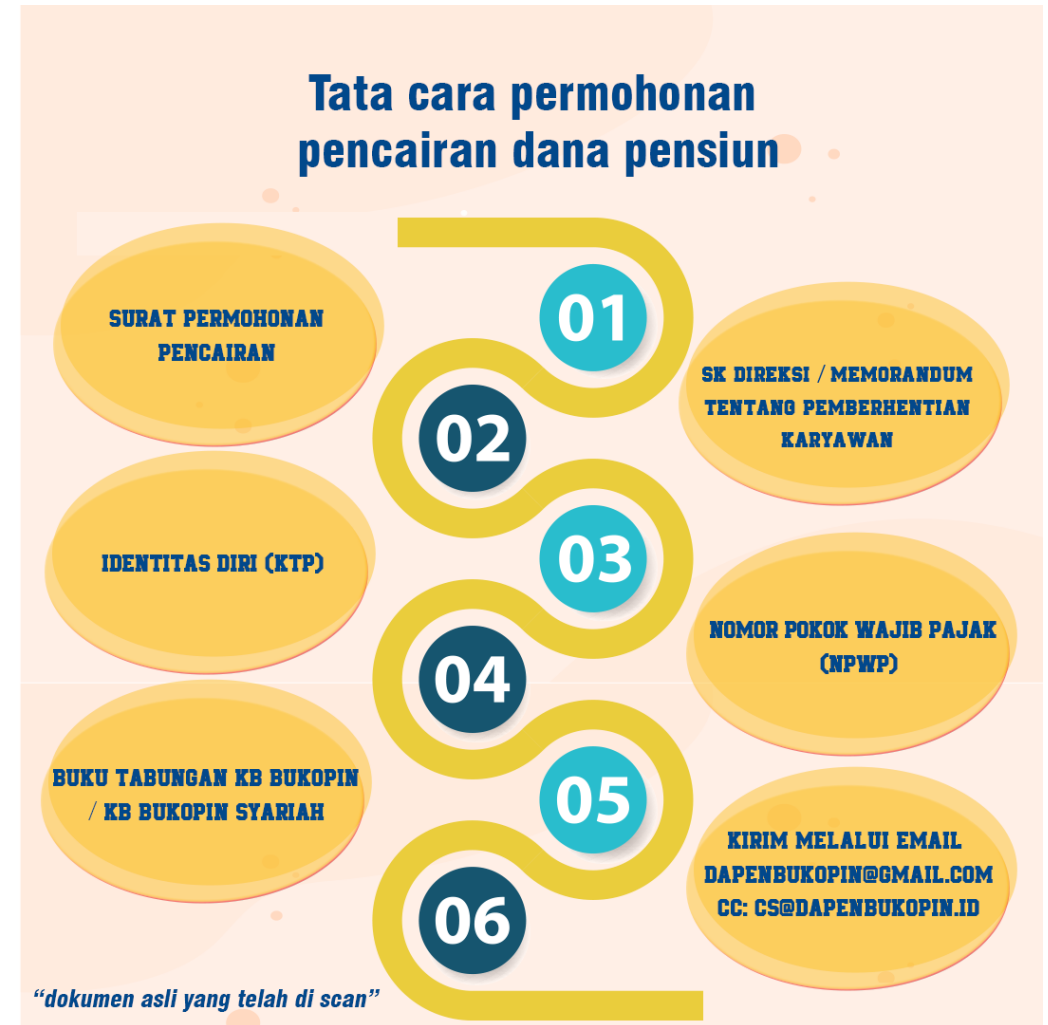 Tata cara permohonan
pencairan dana pensiun
01
SURAT PERMOHONAN
PENCAIRAN
02
SK DIREKSI / MEMORANDUM
TENTANG PEMBERHENTIAN
KARYAWAN
03
IDENTITAS DIRI (KTP)
04
NOMOR POKOK WAJIB PAJAK
(NPWP)
05
BUKU TABUNGAN KB BUKOPIN
/ KB BUKOPIN SYARIAH
06
KIRIM MELALUI EMAIL
DAPENBUKOPIN@GMAIL.COM
CC: CS@DAPENBUKOPIN.ID
“dokumen asli yang telah di scan”